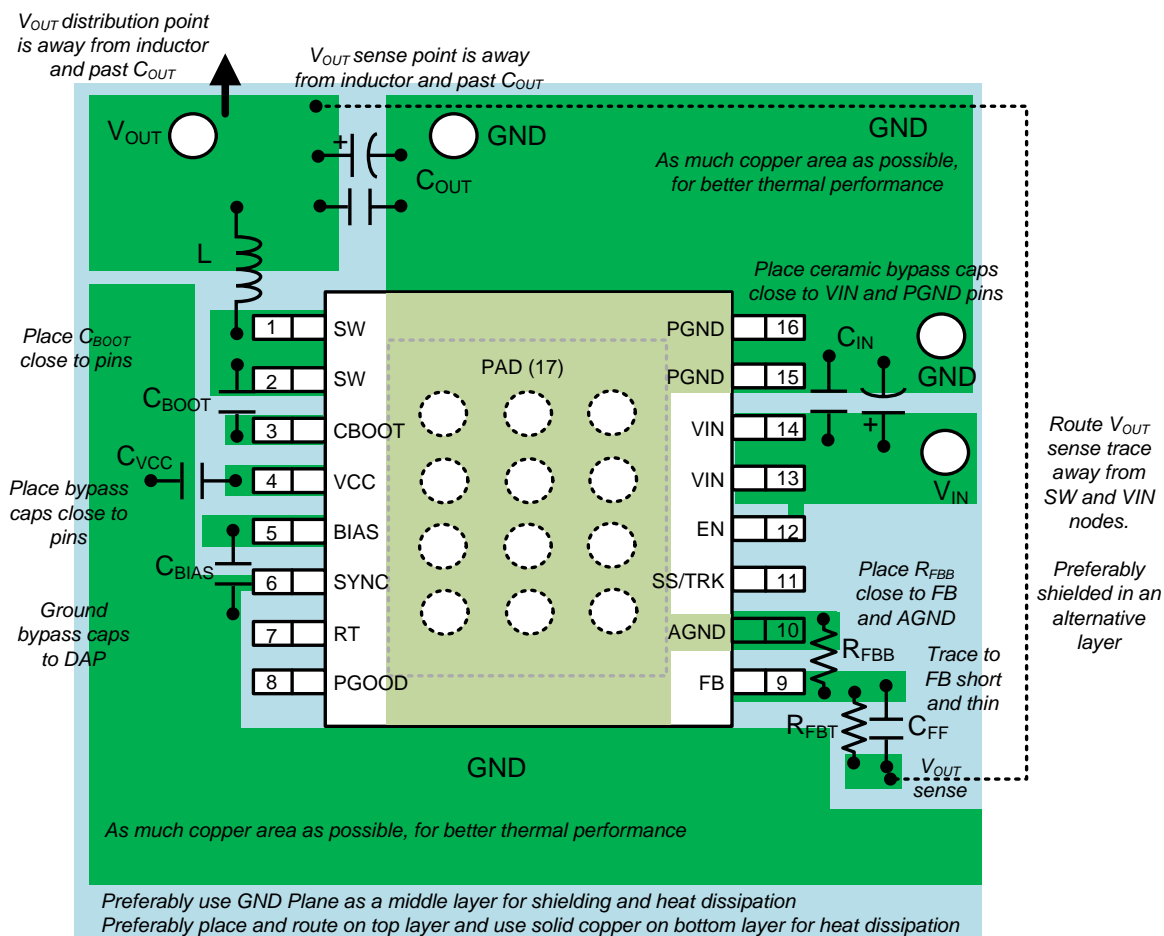 VOUT distribution point
is away from inductor
and past COUT
VOUT sense point is away
from inductor and past COUT
VOUT
GND
GND
+
COUT
As much copper area as possible,
for better thermal performance
L
Place ceramic bypass caps
close to VIN and PGND pins
Place CBOOT
close to pins
1 SW
2 SW
CBOOT
3 CBOOT
CVCC
4 VCC
Place bypass
caps close to
pins
5 BIAS
CBIAS
6 SYNC
Ground
bypass caps
to DAP
7 RT
8 PGOOD
PAD (17)
PGND 16
PGND 15
VIN 14
VIN 13
EN 12
SS/TRK 11
AGND 10
FB 9
CIN
+
GND
VIN
Route VOUT
sense trace
away from
SW and VIN
nodes.
Preferably
shielded in an
alternative
layer
Place RFBB
close to FB
and AGND
RFBB
Trace to
FB short
and thin
RFBT
CFF
VOUT
sense
GND
As much copper area as possible, for better thermal performance
Preferably use GND Plane as a middle layer for shielding and heat dissipation
Preferably place and route on top layer and use solid copper on bottom layer for heat dissipation